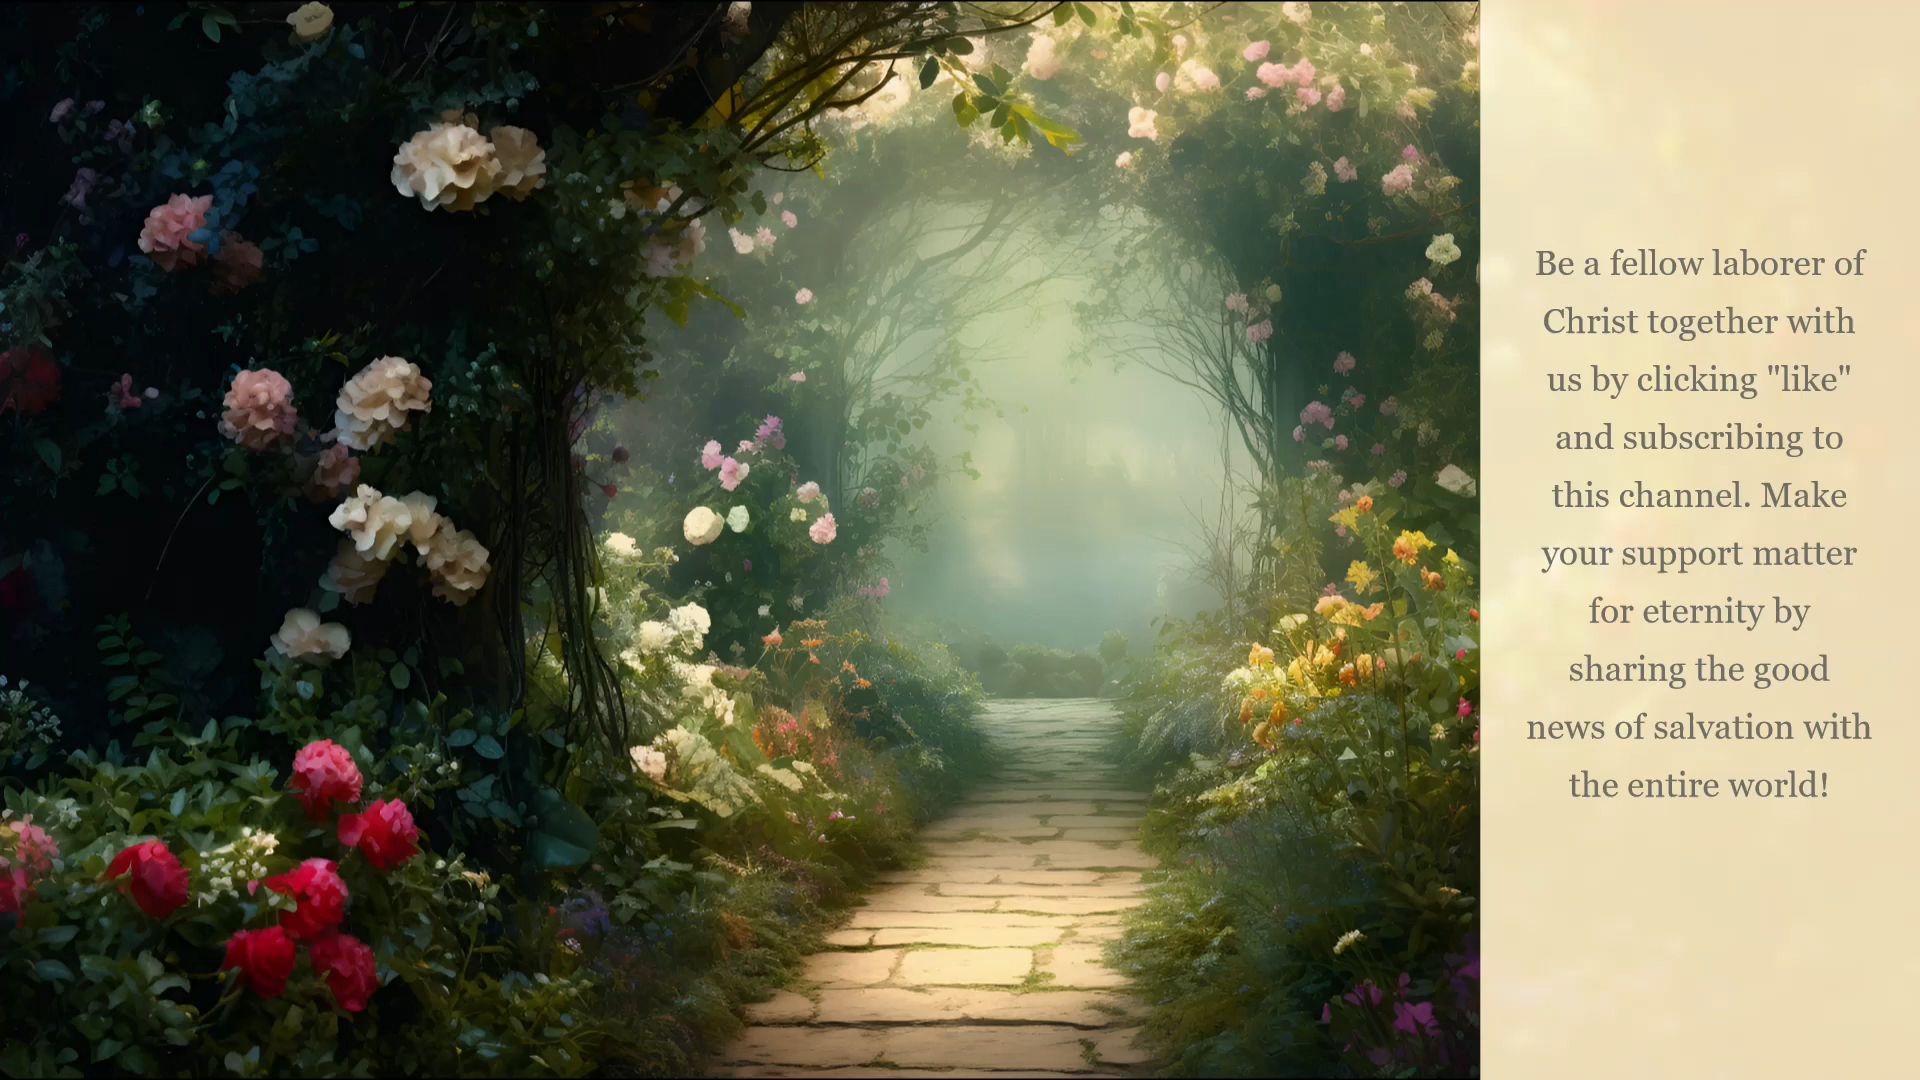 Be a fellow laborer of
Christ together with
us by clicking "like"
and subscribing to
this channel. Make
your support matter
for eternity by
sharing the good
news of salvation with
the entire world!